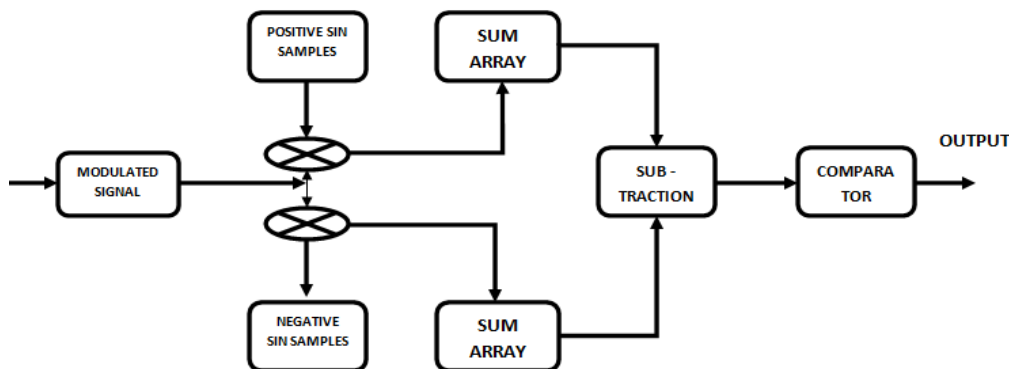 POSITIVE SIN
SAMPLES
SUM
ARRAY
MODULATED
SIGNAL
SUB -
TRACTION
COMPARA
TOR
OUTPUT
NEGATIVE
SIN SAMPLES
SUM
ARRAY